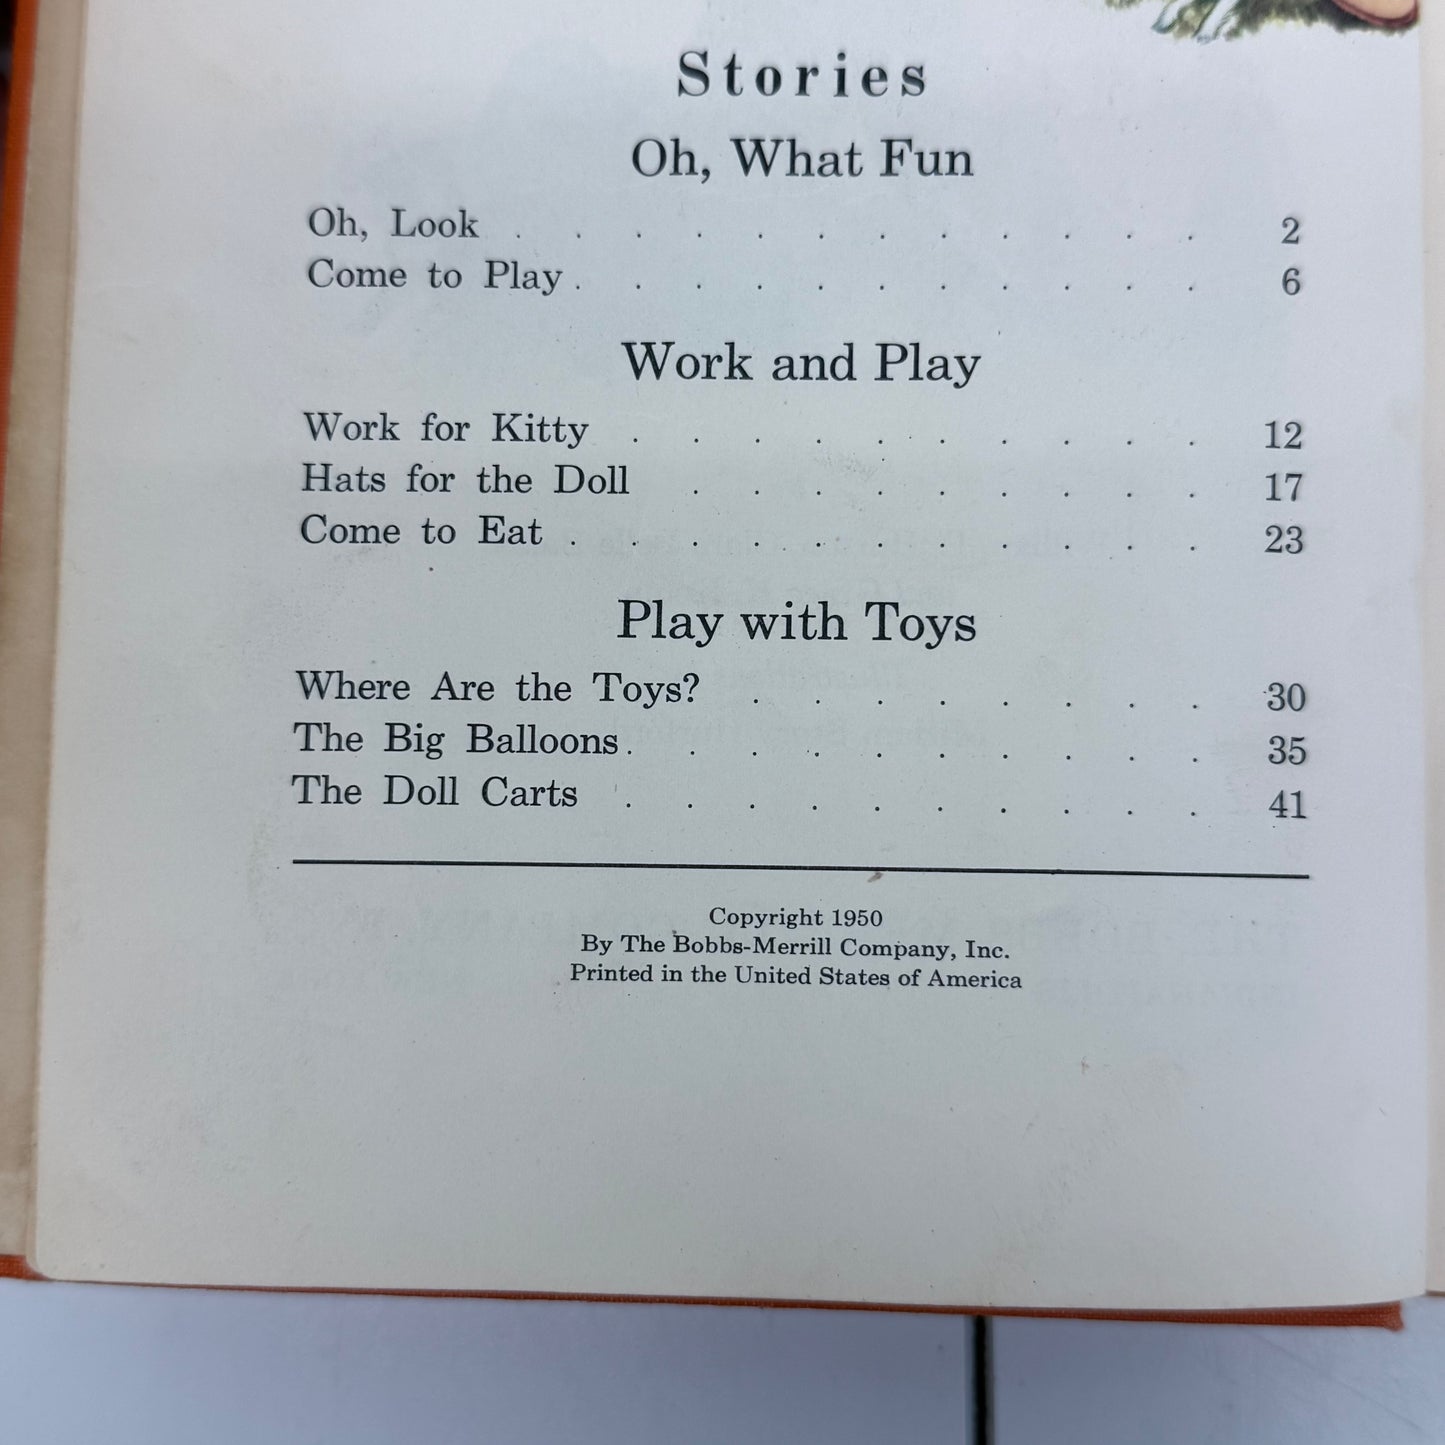 Stories
Oh, What Fun
Oh, Look . . . . . . . . . . . . 2
Come to Play . . . . . . . . . . . 6
Work and Play
Work for Kitty . . . . . . . . . . 12
Hats for the Doll . . . . . . . . . 17
Come to Eat . . . . . . . . . . . 23
Play with Toys
Where Are the Toys? . . . . . . . . 30
The Big Balloons . . . . . . . . . . 35
The Doll Carts . . . . . . . . . . 41
Copyright 1950
By The Bobbs-Merrill Company, Inc.
Printed in the United States of America